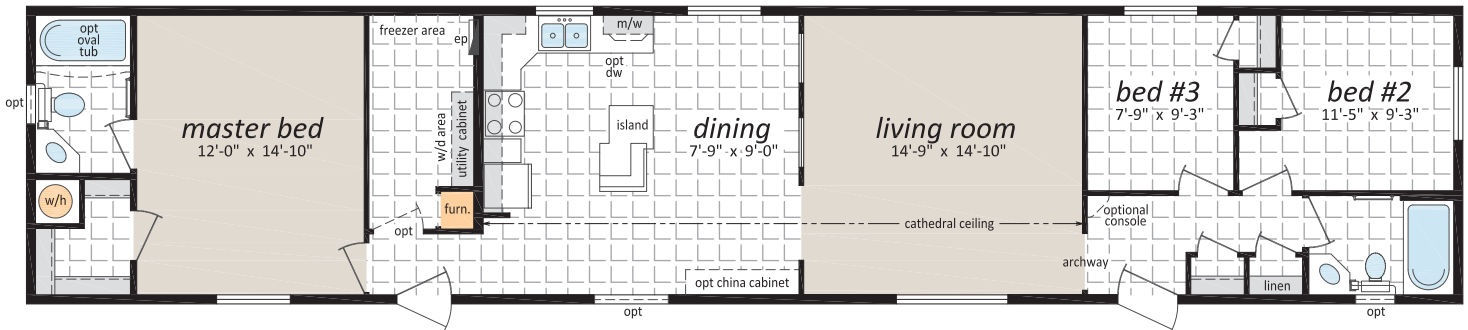 opt
oval
tub
opt
w/h
master bed
12'-0" x 14'-10"
freezer area
ep
w/d area
utility cabinet
furn.
opt
m/w
opt
dw
island
dining
7'-9" x 9'-0"
opt china cabinet
opt
living room
14'-9" x 14'-10"
cathedral ceiling
archway
bed #3
7'-9" x 9'-3"
bed #2
11'-5" x 9'-3"
optional
console
linen
opt